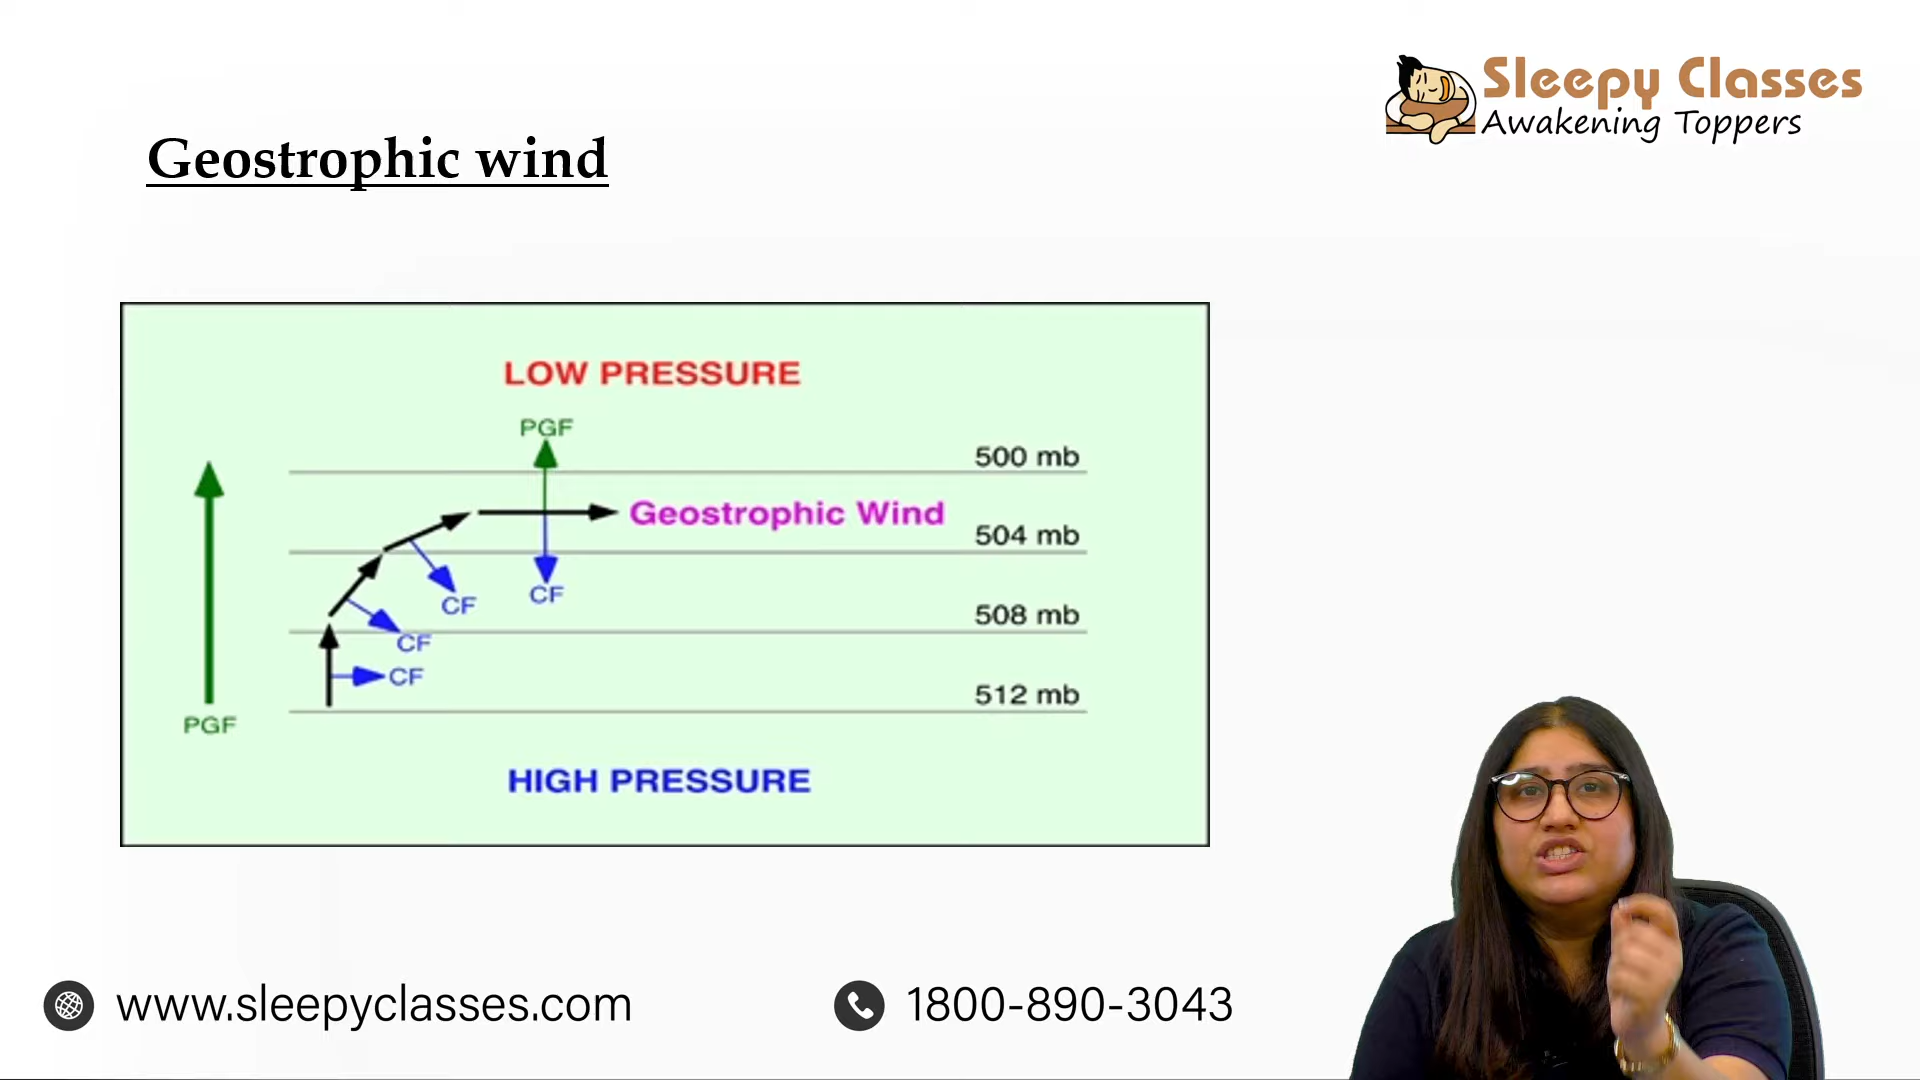 Sleepy Classes
Awakening Toppers
Geostrophic wind
LOW PRESSURE
PGF
500 mb
Geostrophic Wind
504 mb
CF
CF
508 mb
CF
CF
512 mb
PGF
HIGH PRESSURE
www.sleepyclasses.com
1800-890-3043